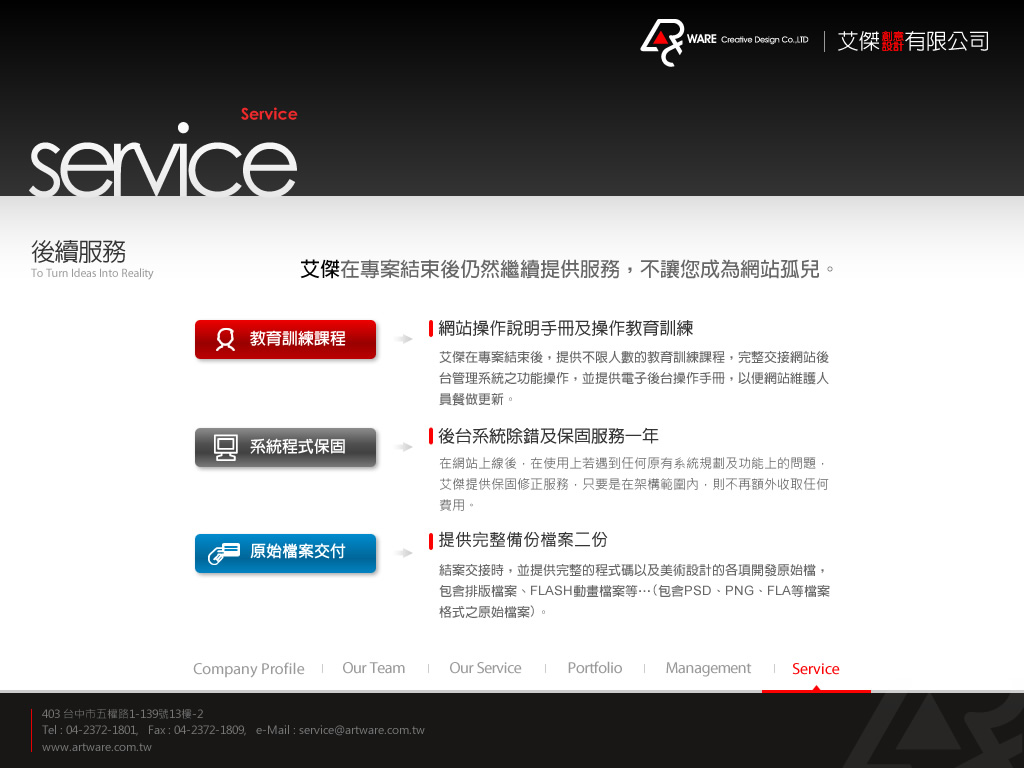 ARt WARE Creative Design Co.,LTD 艾傑創意設計有限公司
Service
service
後續服務
To Turn Ideas Into Reality
艾傑在專案結束後仍然繼續提供服務，不讓您成為網站孤兒。
教育訓練課程
網站操作說明手冊及操作教育訓練
艾傑在專案結束後，提供不限人數的教育訓練課程，完整交接網站後
台管理系統之功能操作，並提供電子後台操作手冊，以便網站維護人
員餐做更新。
系統程式保固
後台系統除錯及保固服務一年
在網站上線後，在使用上若遇到任何原有系統規劃及功能上的問題，
艾傑提供保固修正服務，只要是在架構範圍內，則不再額外收取任何
費用。
原始檔案交付
提供完整備份檔案二份
結案交接時，並提供完整的程式碼以及美術設計的各項開發原始檔，
包含排版檔案、FLASH動畫檔案等…（包含PSD、PNG、FLA等檔案
格式之原始檔案）。
Company Profile
Our Team
Our Service
Portfolio
Management
Service
403 台中市五權路1-139號13樓-2
Tel : 04-2372-1801, Fax : 04-2372-1809, e-Mail : service@artware.com.tw
www.artware.com.tw